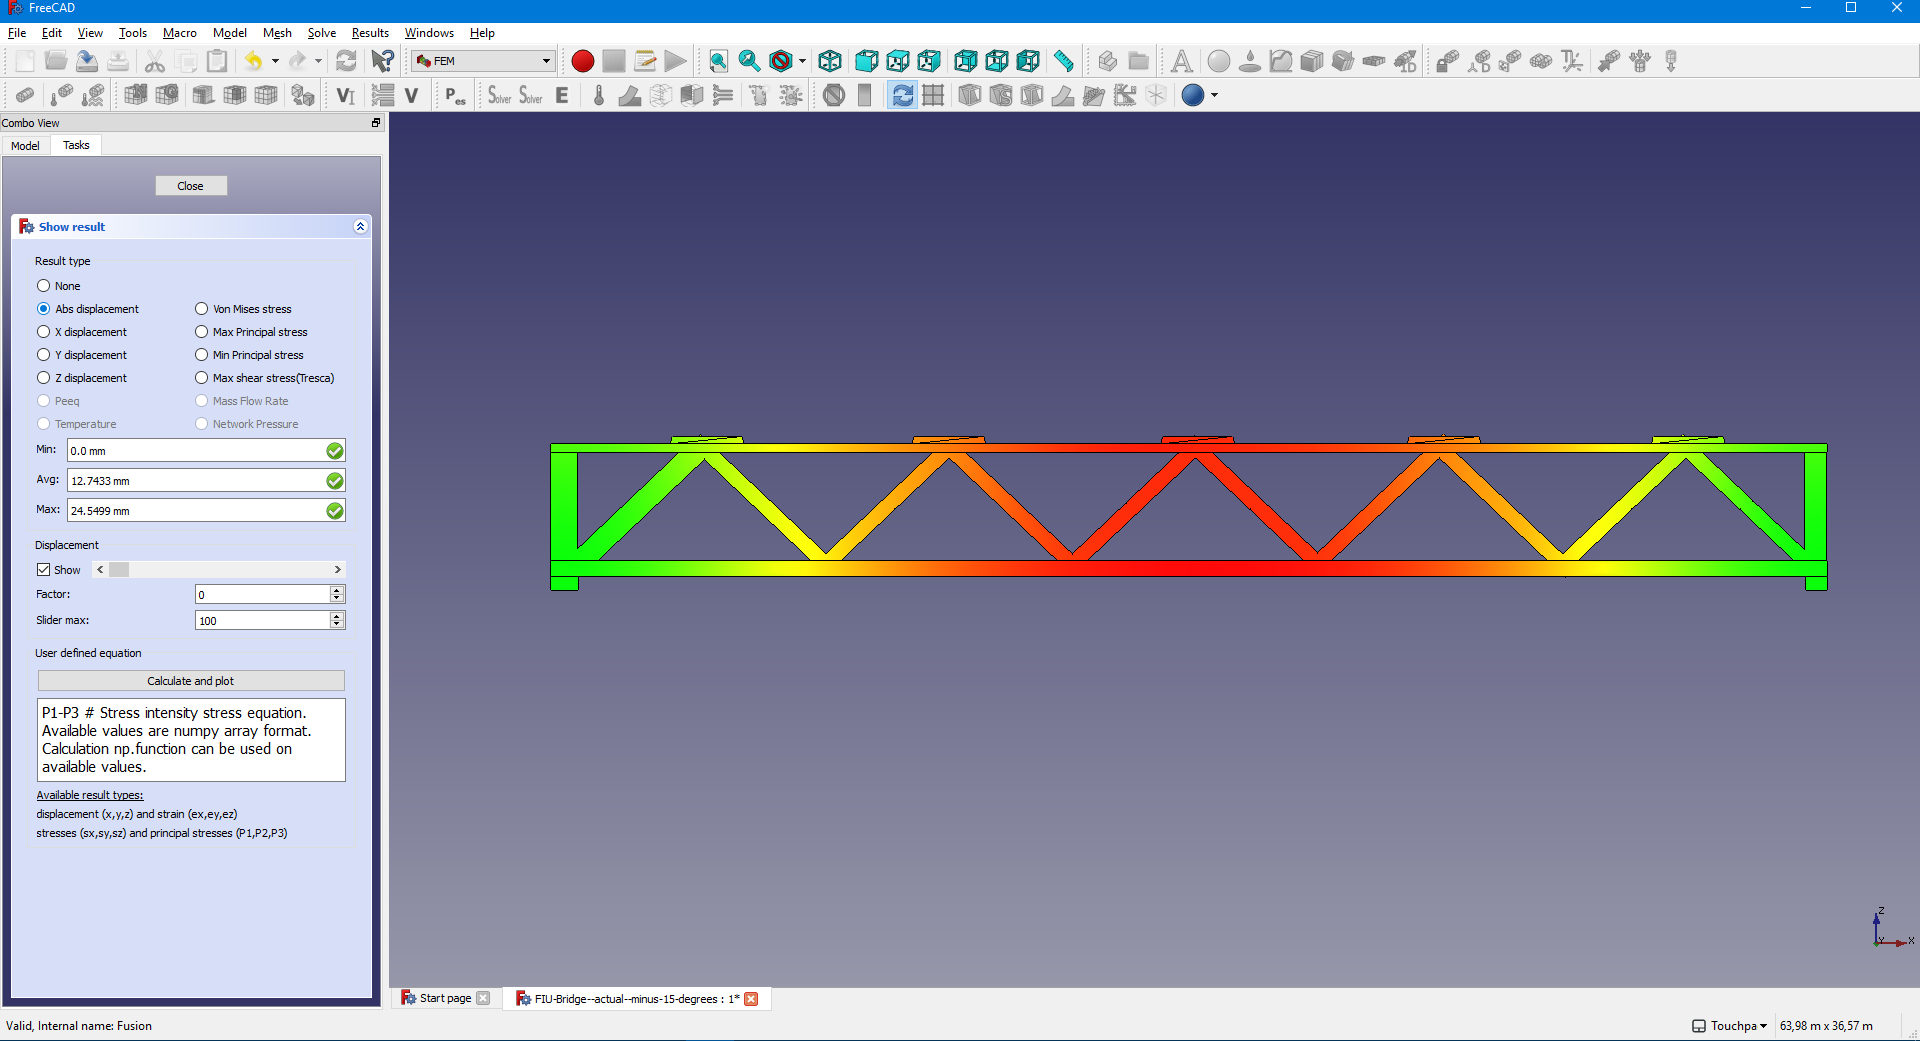 FreeCAD
File Edit View Tools Macro Model Mesh Solve Results Windows Help
FEM
Pes Solver Solver E
Combo View
Model Tasks
Close
Show result
Result type
None
Abs displacement Von Mises stress
X displacement Max Principal stress
Y displacement Min Principal stress
Z displacement Max shear stress(Tresca)
Peeq Mass Flow Rate
Temperature Network Pressure
Min: 0.0 mm
Avg: 12.7433 mm
Max: 24.5499 mm
Displacement
Show
Factor: 0
Slider max: 100
User defined equation
Calculate and plot
P1-P3 # Stress intensity stress equation.
Available values are numpy array format.
Calculation np.function can be used on
available values.
Available result types:
displacement (x,y,z) and strain (ex,ey,ez)
stresses (sx,sy,sz) and principal stresses (P1,P2,P3)
Z
Y X
Start page FIU-Bridge--actual--minus-15-degrees : 1*
Valid, Internal name: Fusion Touchpa 63,98 m x 36,57 m